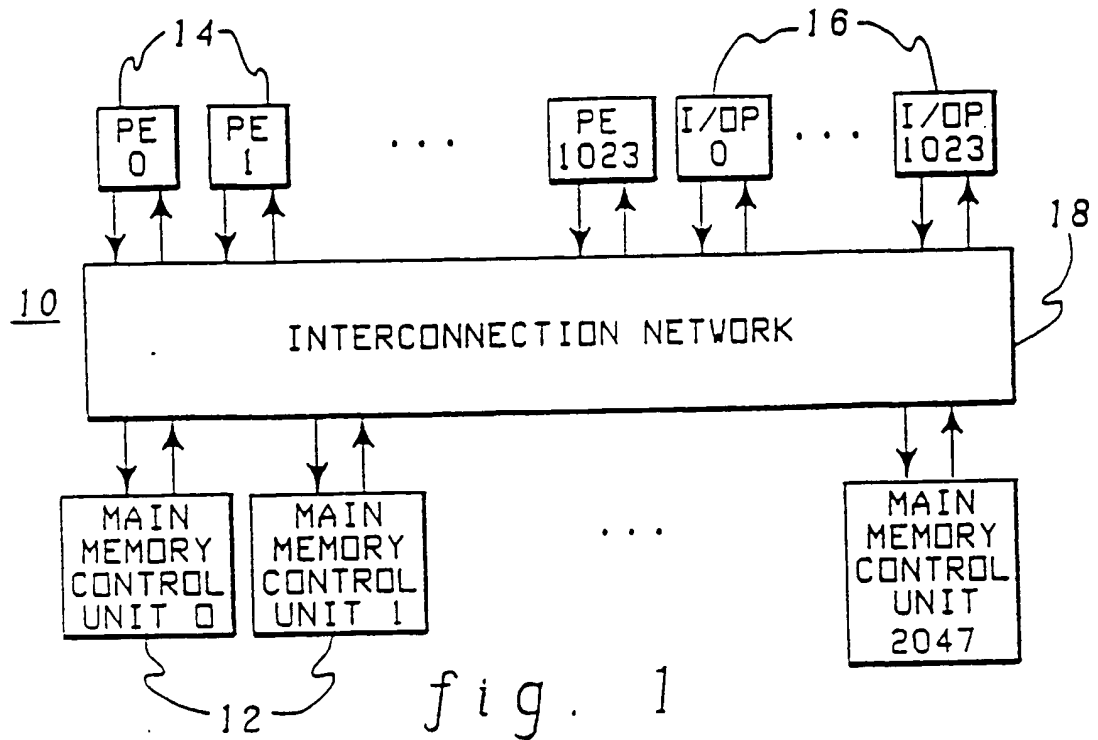 14
16
PE
0
PE
1
. . .
PE
1023
I/OP
0
. . .
I/OP
1023
18
10
INTERCONNECTION NETWORK
MAIN
MEMORY
CONTROL
UNIT 0
MAIN
MEMORY
CONTROL
UNIT 1
. . .
MAIN
MEMORY
CONTROL
UNIT
2047
12
fig. 1